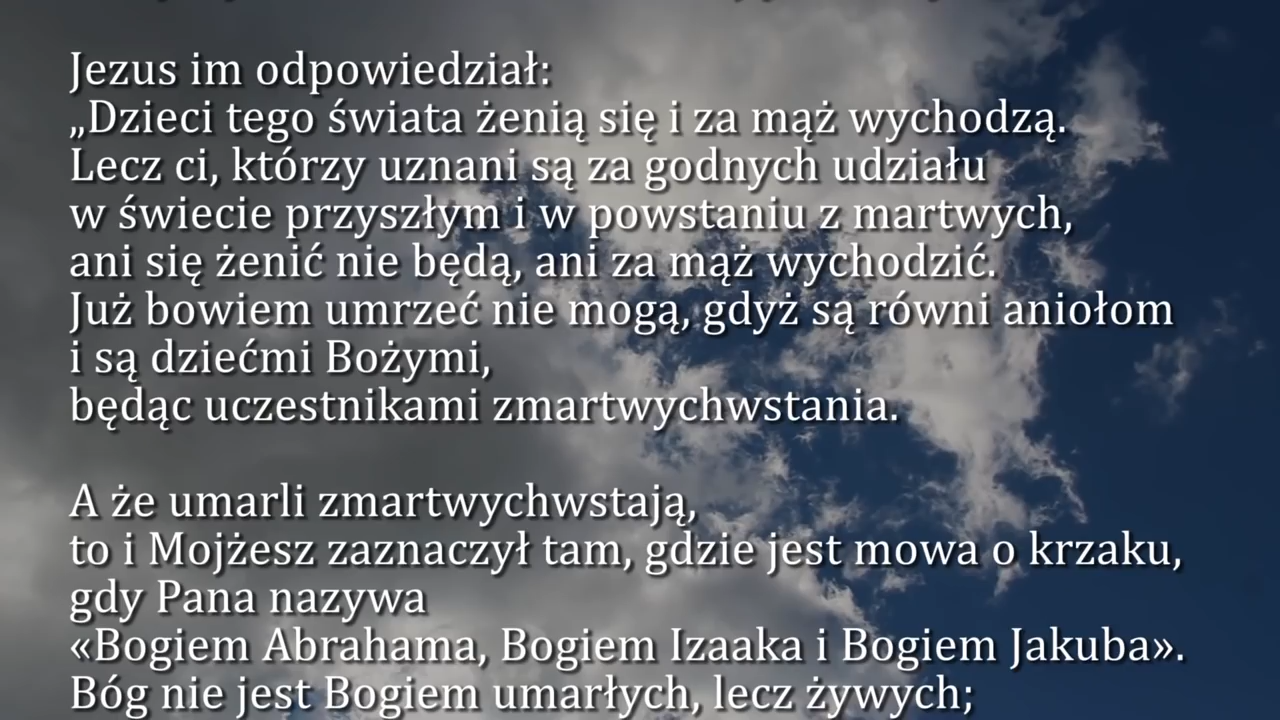 Jezus im odpowiedział:
„Dzieci tego świata żenią się i za mąż wychodzą.
Lecz ci, którzy uznani są za godnych udziału
w świecie przyszłym i w powstaniu z martwych,
ani się żenić nie będą, ani za mąż wychodzić.
Już bowiem umrzeć nie mogą, gdyż są równi aniołom
i są dziećmi Bożymi,
będąc uczestnikami zmartwychwstania.
A że umarli zmartwychwstają,
to i Mojżesz zaznaczył tam, gdzie jest mowa o krzaku,
gdy Pana nazywa
«Bogiem Abrahama, Bogiem Izaaka i Bogiem Jakuba».
Bóg nie jest Bogiem umarłych, lecz żywych;